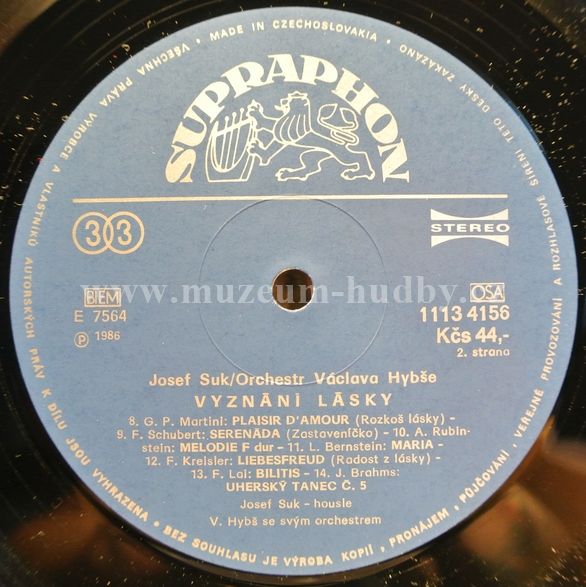 VŠECHNA PRÁVA VÝROBCE A VLASTNÍKŮ AUTORSKÝCH PRÁV K DÍLU JSOU VYHRAZENA • BEZ SOUHLASU JE VÝROBA KOPIÍ, PRONÁJEM, PŮJČOVÁNÍ, VEŘEJNÉ PROVOZOVÁNÍ A ROZHLASOVÉ ŠÍŘENÍ TÉTO DESKY ZAKÁZÁNO • MADE IN CZECHOSLOVAKIA •
SUPRAPHON
33
STEREO
www.muzeum-hudby.cz
BIEM
OSA
E 7564
1113 4156
℗ 1986
Kčs 44,-
2. strana
Josef Suk/Orchestr Václava Hybše
VYZNÁNÍ LÁSKY
8. G. P. Martini: PLAISIR D'AMOUR (Rozkoš lásky) -
9. F. Schubert: SERENÁDA (Zastaveníčko) - 10. A. Rubin-
stein: MELODIE F dur - 11. L. Bernstein: MARIA -
12. F. Kreisler: LIEBESFREUD (Radost z lásky) -
13. F. Lai: BILITIS - 14. J. Brahms:
UHERSKÝ TANEC Č. 5
Josef Suk - housle
V. Hybš se svým orchestrem